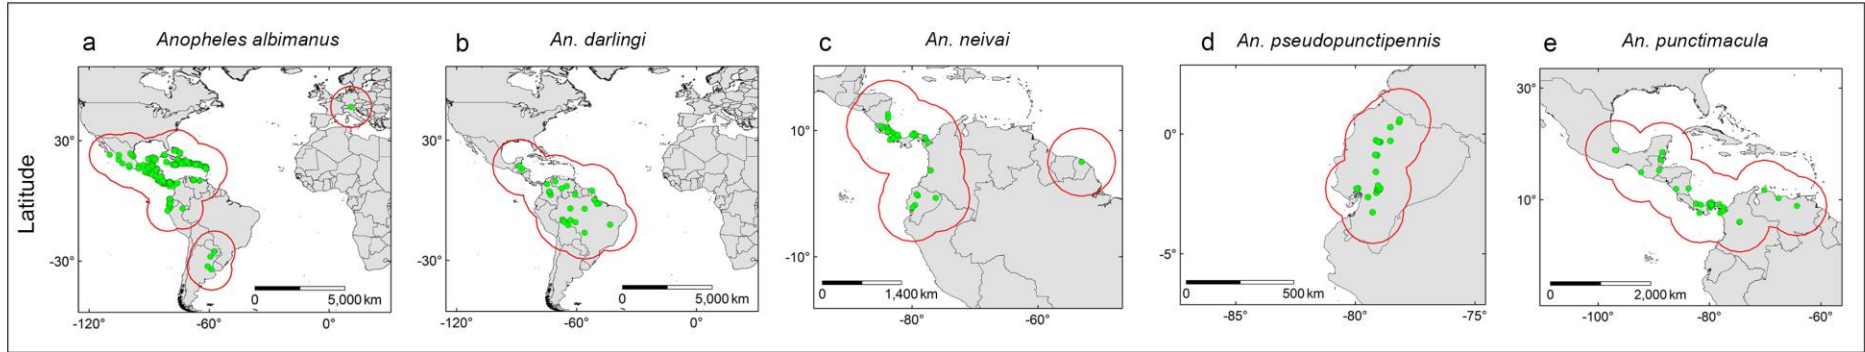 a Anopheles albimanus
b An. darlingi
c An. neivai
d An. pseudopunctipennis
e An. punctimacula
Latitude
30°
-30°
0 5,000 km
-120° -60° 0°
30°
-30°
0 5,000 km
-120° -60° 0°
10°
-10°
0 1,400 km
-80° -60°
0°
-5°
0 500 km
-85° -80° -75°
30°
10°
0 2,000 km
-100° -80° -60°